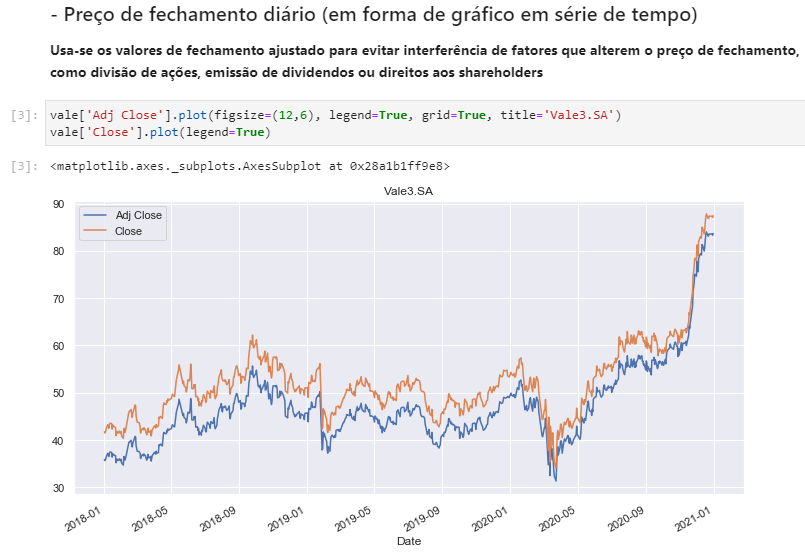 - Preço de fechamento diário (em forma de gráfico em série de tempo)
Usa-se os valores de fechamento ajustado para evitar interferência de fatores que alterem o preço de fechamento,
como divisão de ações, emissão de dividendos ou direitos aos shareholders
[3]: vale['Adj Close'].plot(figsize=(12,6), legend=True, grid=True, title='Vale3.SA')
vale['Close'].plot(legend=True)
[3]: <matplotlib.axes._subplots.AxesSubplot at 0x28a1b1ff9e8>
Vale3.SA
Adj Close
Close
90
80
70
60
50
40
30
2018-01 2018-05 2018-09 2019-01 2019-05 2019-09 2020-01 2020-05 2020-09 2021-01
Date